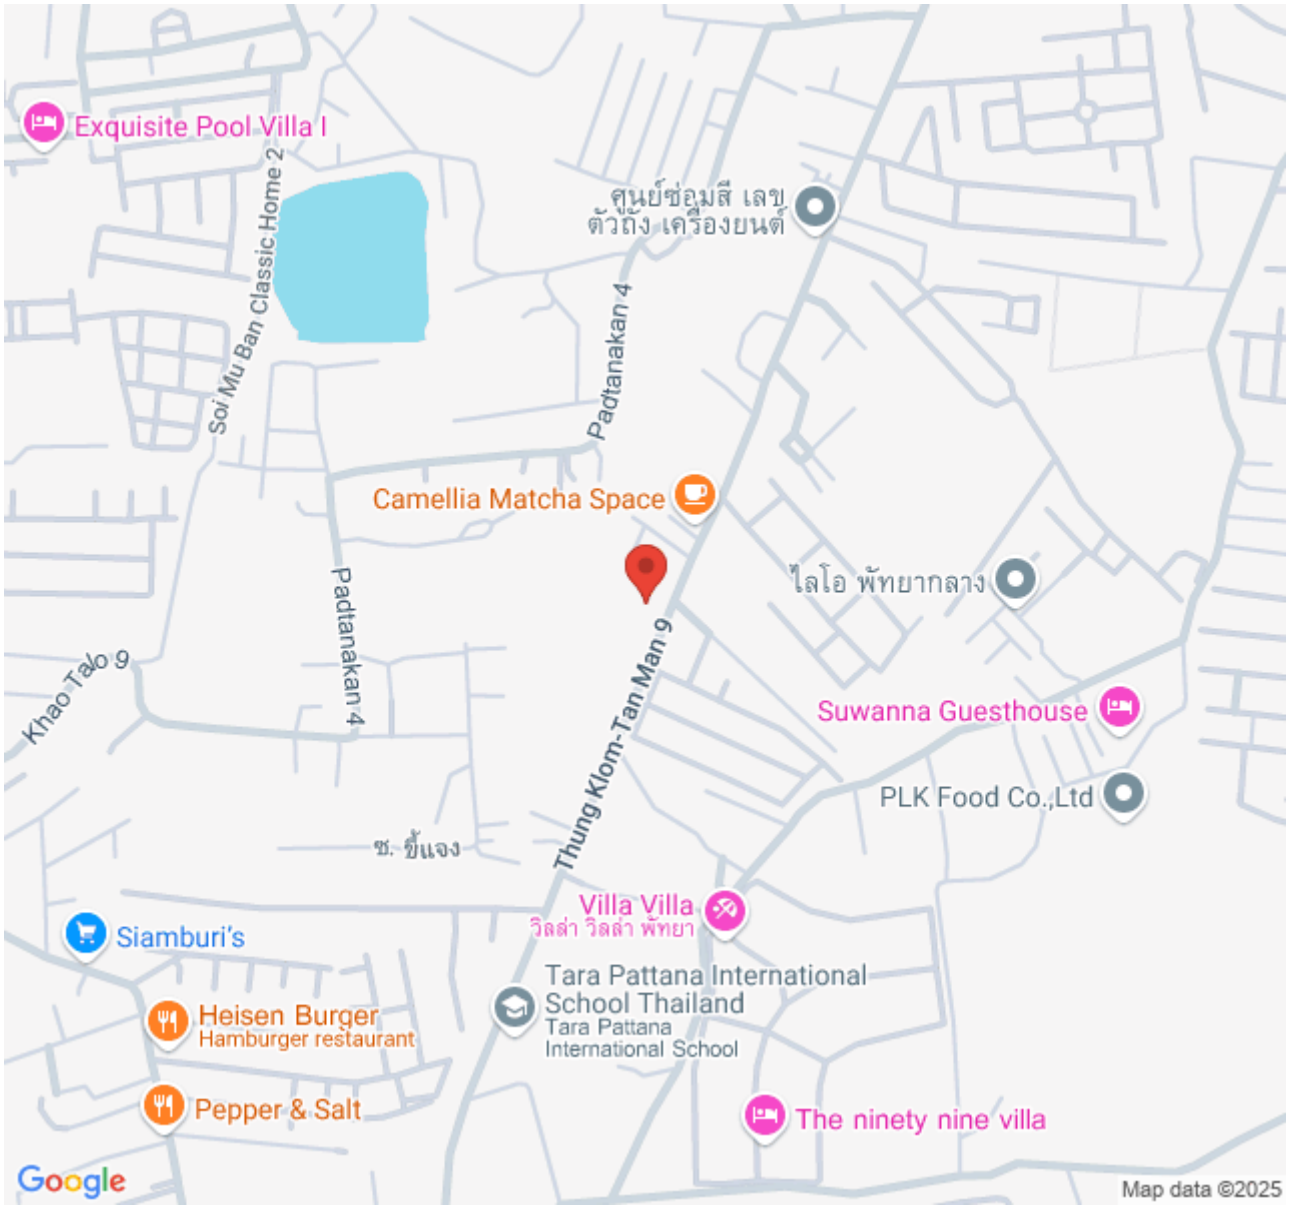 Exquisite Pool Villa I
Soi Mu Ban Classic Home 2
ศูนย์ซ่อมสี เลข
ตัวถัง เครื่องยนต์
Padtanakan 4
Camellia Matcha Space
ไลโอ พัทยากลาง
Padtanakan 4
Thung Klom-Tan Man 9
Khao Talo 9
Suwanna Guesthouse
PLK Food Co.,Ltd
ซ. ขี้แจง
Villa Villa
วิลล่า วิลล่า พัทยา
Siamburi's
Tara Pattana International
School Thailand
Tara Pattana
International School
Heisen Burger
Hamburger restaurant
Pepper & Salt
The ninety nine villa
Google
Map data ©2025